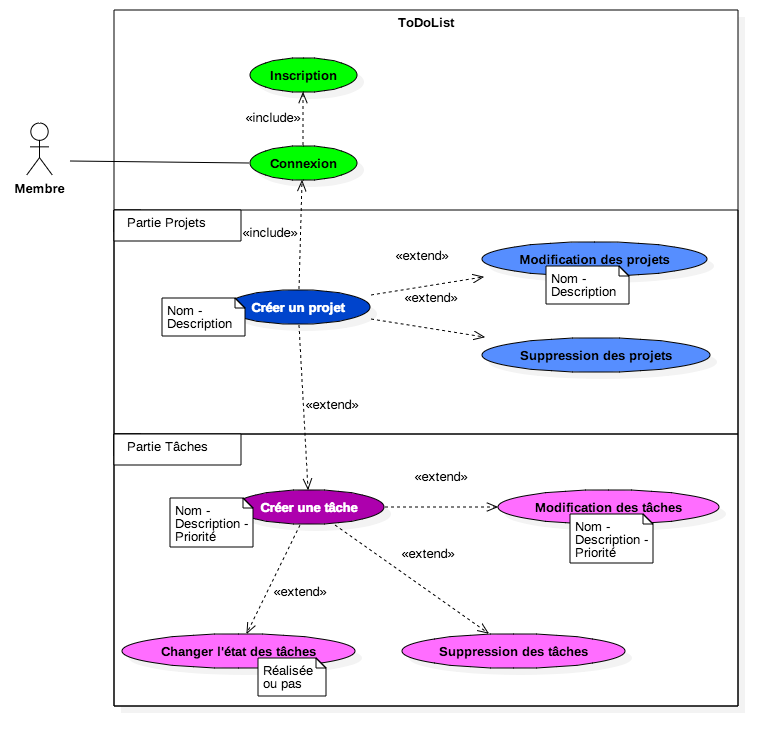 ToDoList
Inscription
«include»
Connexion
Membre
Partie Projets
«include»
«extend»
Modification des projets
Nom -
Description
«extend»
Nom -
Description
Créer un projet
Suppression des projets
«extend»
Partie Tâches
«extend»
Nom -
Description -
Priorité
Créer une tâche
Modification des tâches
Nom -
Description -
Priorité
«extend»
«extend»
Changer l'état des tâches
Réalisée
ou pas
Suppression des tâches